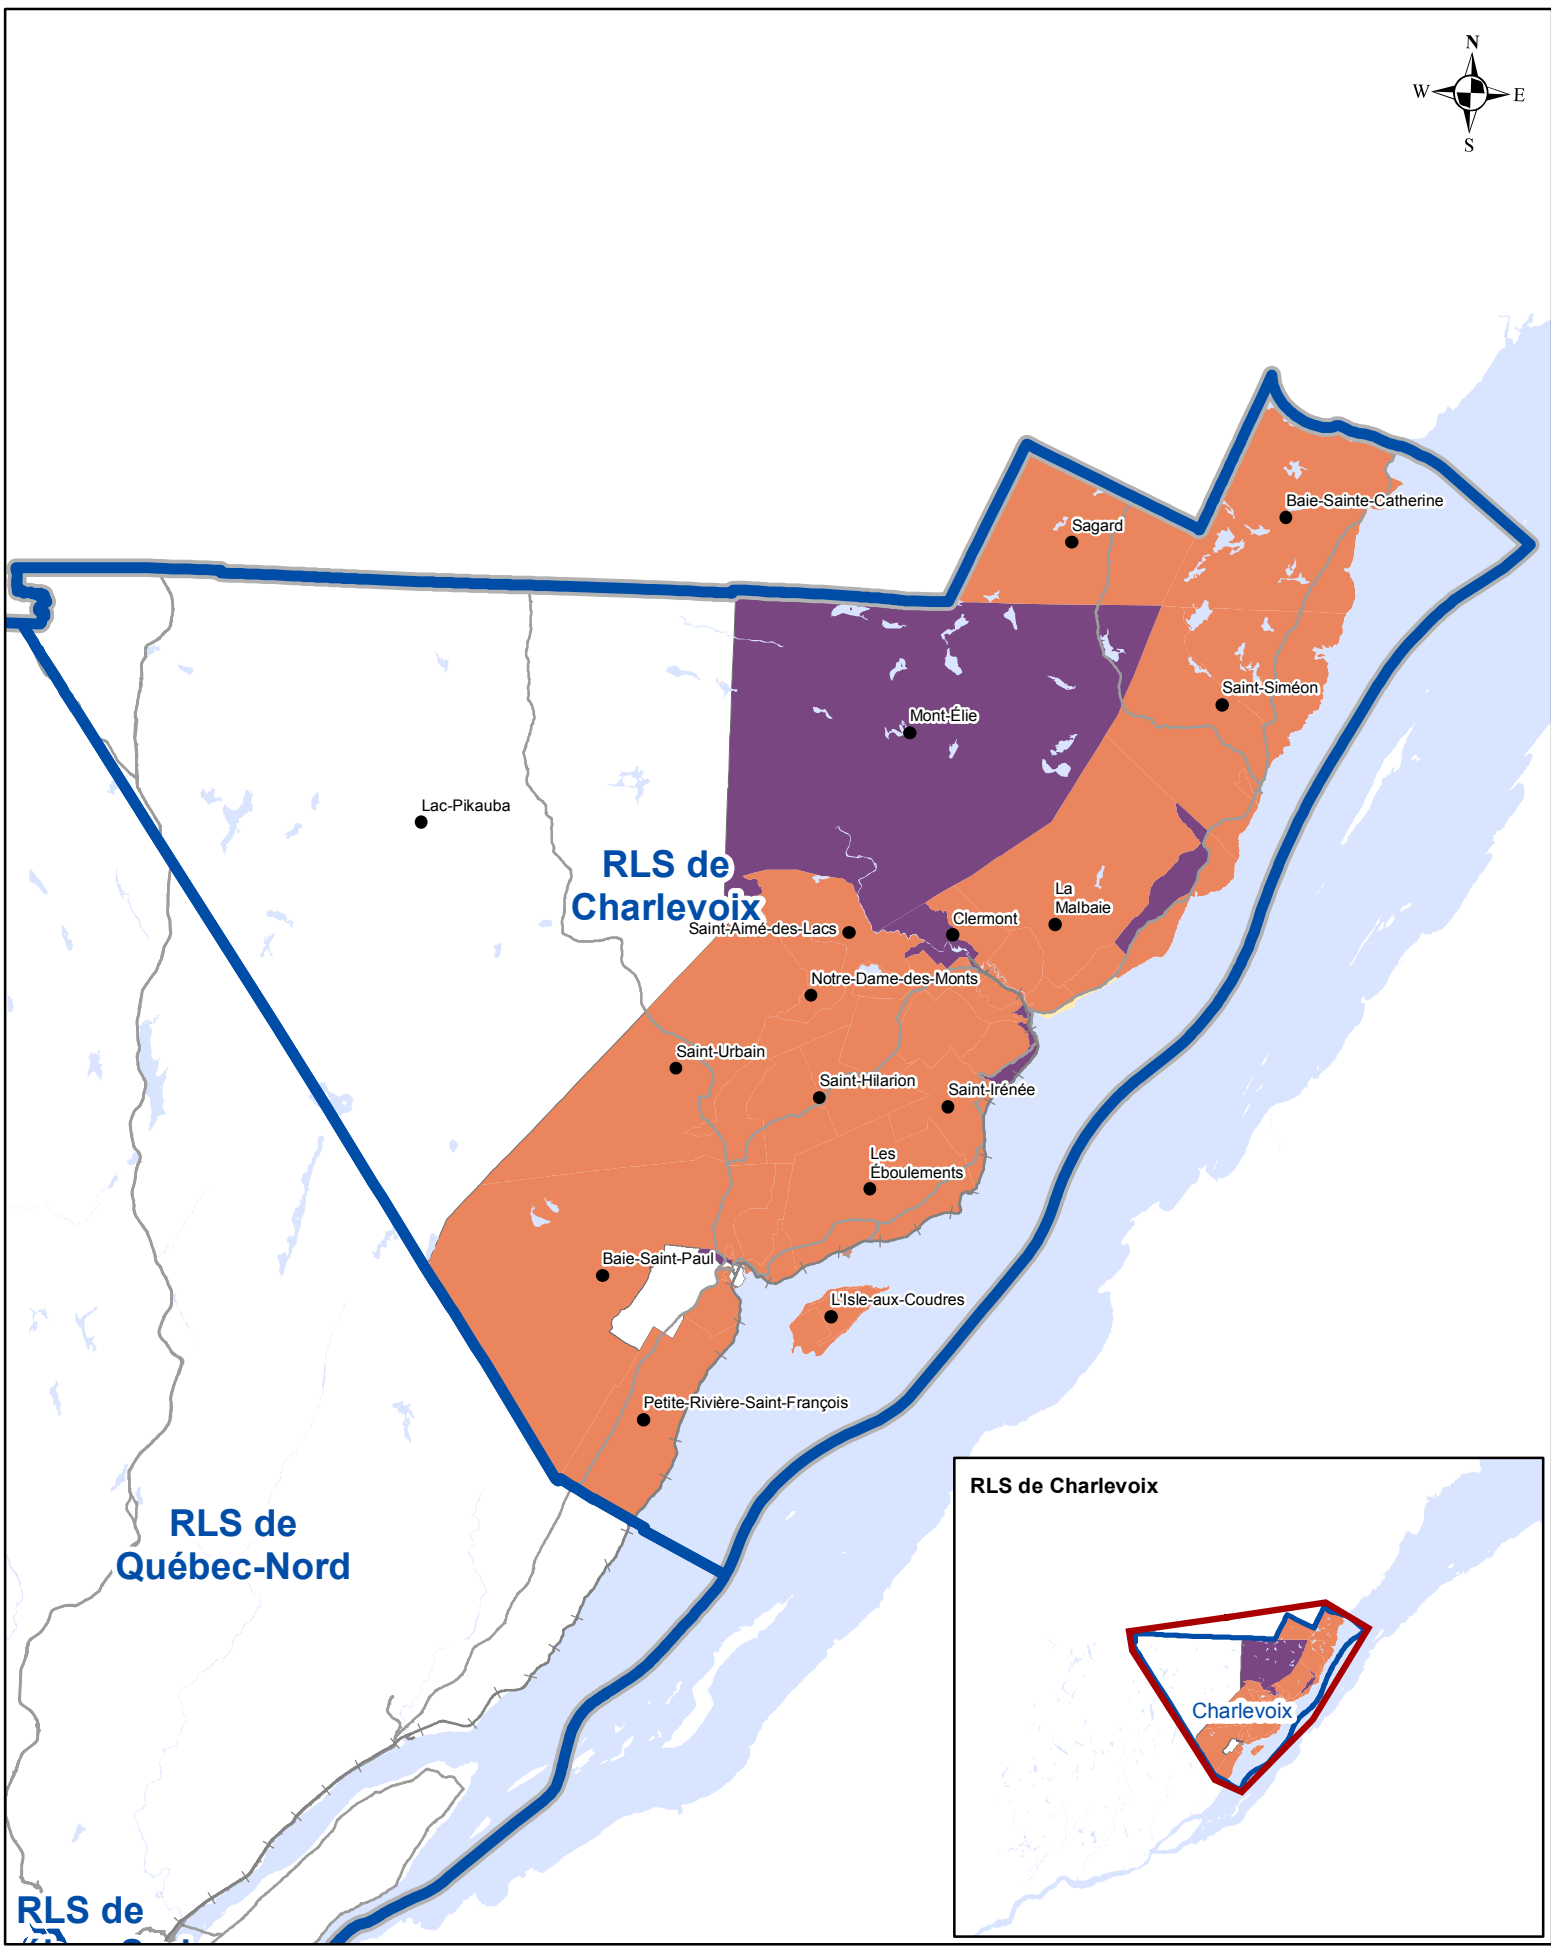 N
W
E
S
Baie-Sainte-Catherine
Sagard
Saint-Siméon
Mont-Élie
Lac-Pikauba
RLS de
Charlevoix
La
Malbaie
Clermont
Saint-Aimé-des-Lacs
Notre-Dame-des-Monts
Saint-Urbain
Saint-Hilarion
Saint-Irénée
Les
Éboulements
Baie-Saint-Paul
L'Isle-aux-Coudres
Petite-Rivière-Saint-François
RLS de
Québec-Nord
RLS de Charlevoix
Charlevoix
RLS de